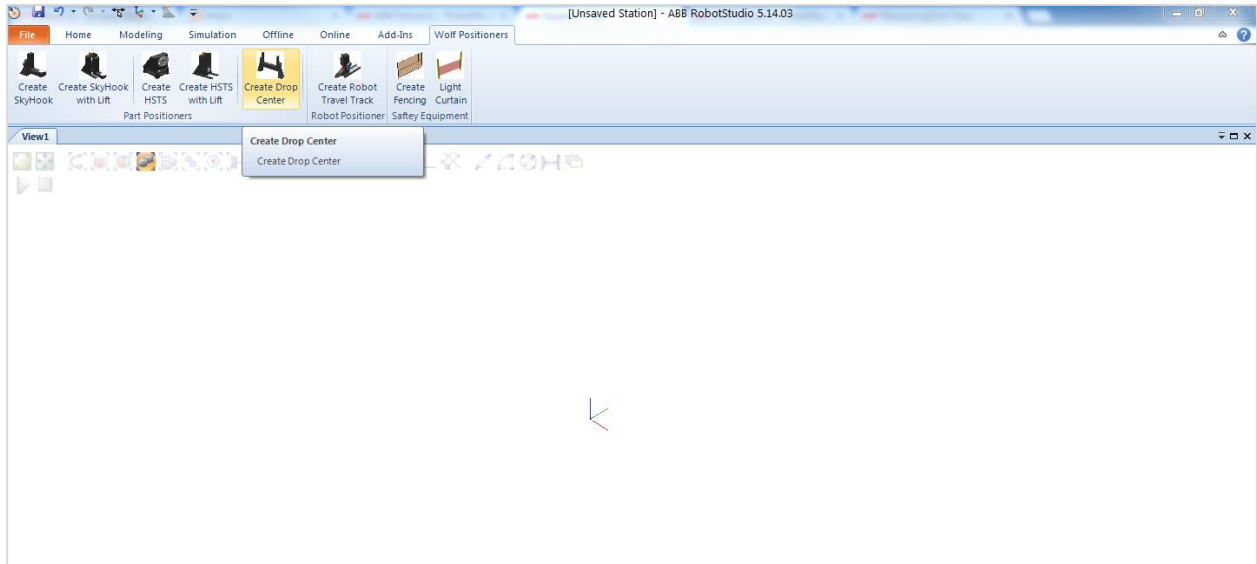 [Unsaved Station] - ABB RobotStudio 5.14.03
File Home Modeling Simulation Offline Online Add-Ins Wolf Positioners
Create SkyHook
Create SkyHook with Lift
Create HSTS
Create HSTS with Lift
Create Drop Center
Create Robot Travel Track
Create Fencing
Light Curtain
Part Positioners Robot Positioner Saftey Equipment
View1
Create Drop Center
Create Drop Center